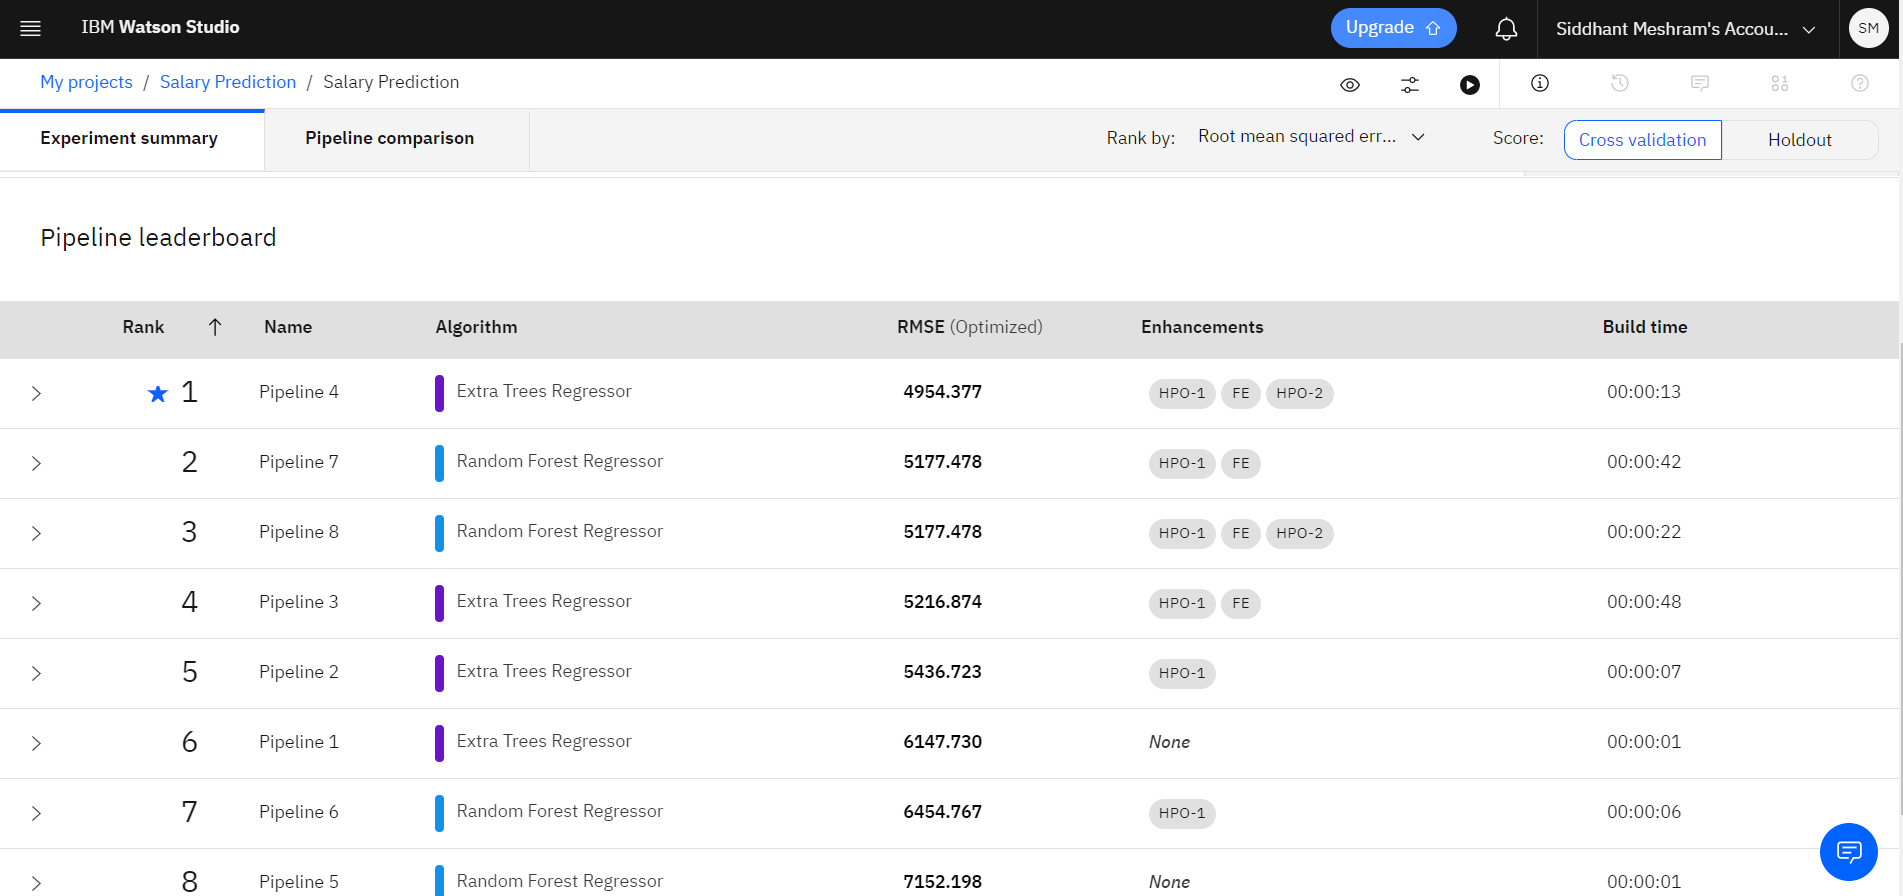 IBM Watson Studio
Upgrade
Siddhant Meshram's Accou...
SM
My projects / Salary Prediction / Salary Prediction
Experiment summary
Pipeline comparison
Rank by: Root mean squared err...
Score: Cross validation Holdout
Pipeline leaderboard
Rank Name Algorithm RMSE (Optimized) Enhancements Build time
1 Pipeline 4 Extra Trees Regressor 4954.377 HPO-1 FE HPO-2 00:00:13
2 Pipeline 7 Random Forest Regressor 5177.478 HPO-1 FE 00:00:42
3 Pipeline 8 Random Forest Regressor 5177.478 HPO-1 FE HPO-2 00:00:22
4 Pipeline 3 Extra Trees Regressor 5216.874 HPO-1 FE 00:00:48
5 Pipeline 2 Extra Trees Regressor 5436.723 HPO-1 00:00:07
6 Pipeline 1 Extra Trees Regressor 6147.730 None 00:00:01
7 Pipeline 6 Random Forest Regressor 6454.767 HPO-1 00:00:06
8 Pipeline 5 Random Forest Regressor 7152.198 None 00:00:01